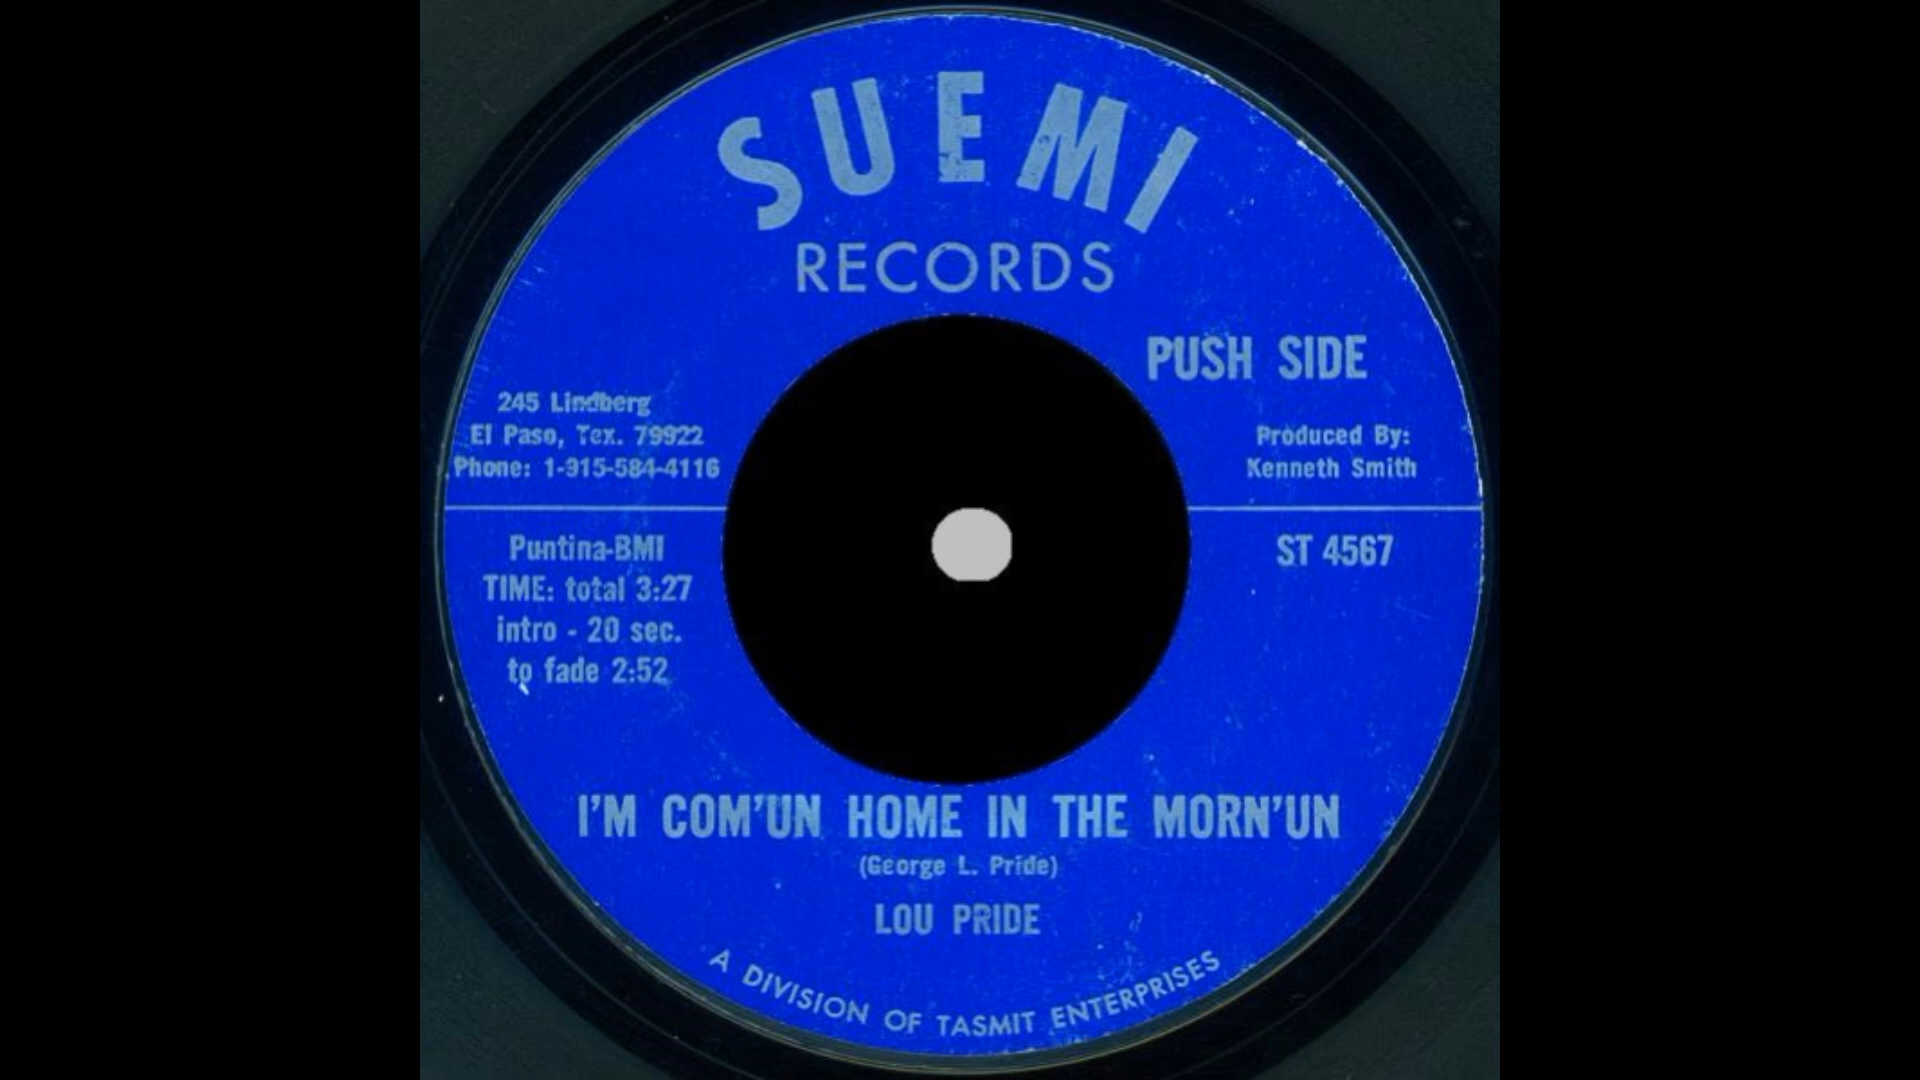 SUEMI
RECORDS
PUSH SIDE
245 Lindberg
El Paso, Tex. 79922
Phone: 1-915-584-4116
Produced By:
Kenneth Smith
Puntina-BMI
TIME: total 3:27
intro - 20 sec.
to fade 2:52
ST 4567
I'M COM'UN HOME IN THE MORN'UN
(George L. Pride)
LOU PRIDE
A DIVISION OF TASMIT ENTERPRISES